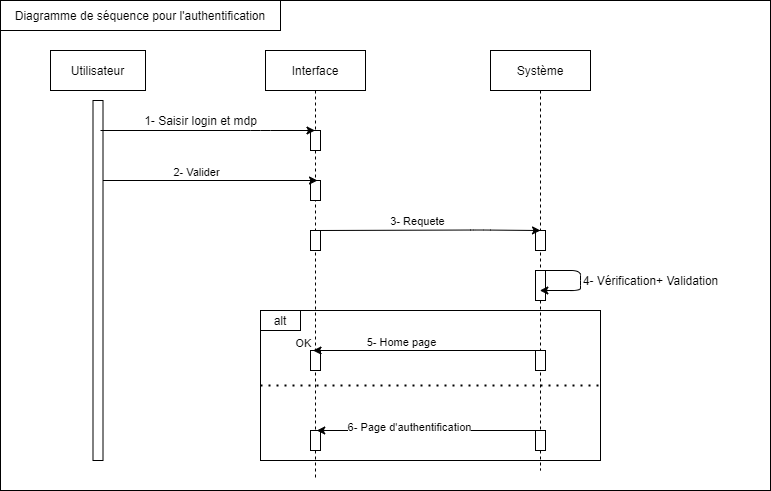 Diagramme de séquence pour l'authentification
Utilisateur
Interface
Système
1- Saisir login et mdp
2- Valider
3- Requete
4- Vérification+ Validation
alt
OK
5- Home page
6- Page d'authentification